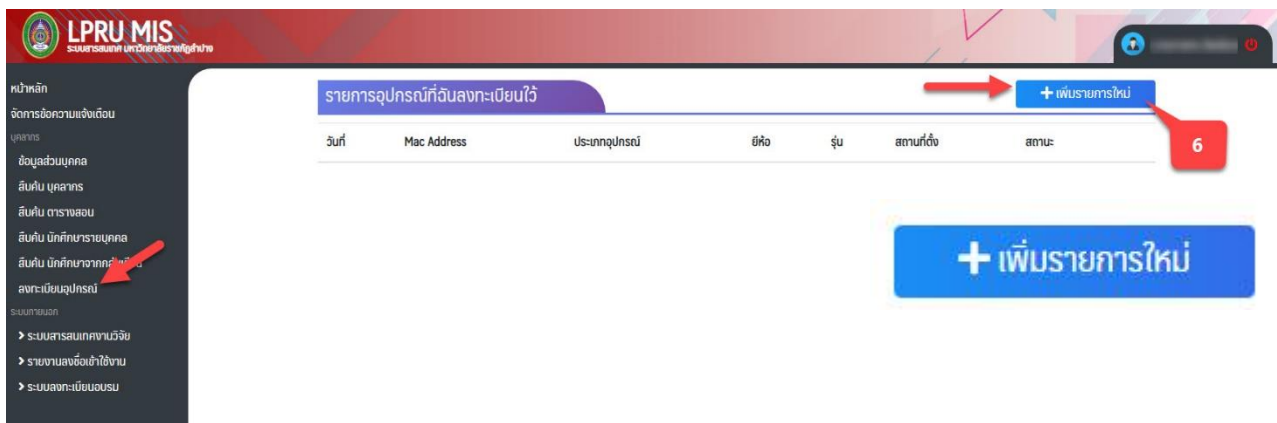 LPRU MIS
ระบบสารสนเทศ มหาวิทยาลัยราชภัฏลำปาง
หน้าหลัก
จัดการข้อความแจ้งเตือน
บุคลากร
ข้อมูลส่วนบุคคล
สืบค้น บุคลากร
สืบค้น ตารางสอน
สืบค้น นักศึกษารายบุคคล
สืบค้น นักศึกษาจาก
ลงทะเบียนอุปกรณ์
ระบบภายนอก
ระบบสารสนเทศงานวิจัย
รายงานลงชื่อเข้าใช้งาน
ระบบลงทะเบียนอบรม
รายการอุปกรณ์ที่ฉันลงทะเบียนใว้
+ เพิ่มรายการใหม่
6
วันที่ Mac Address ประเภทอุปกรณ์ ยี่ห้อ รุ่น สถานที่ตั้ง สถานะ
+ เพิ่มรายการใหม่